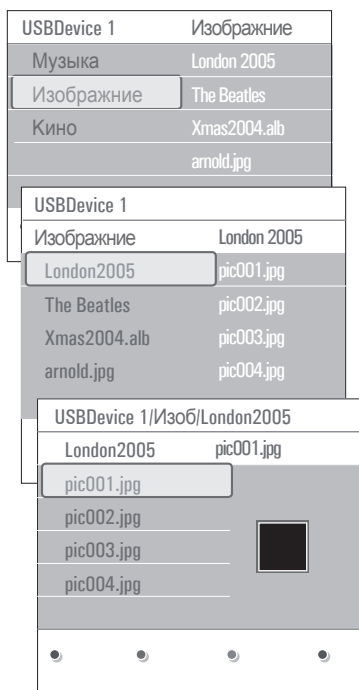 USBDevice 1 Изображние
Музыка London 2005
Изображние The Beatles
Кино Xmas2004.alb
arnold.jpg
USBDevice 1
Изображние London 2005
London2005 pic001.jpg
The Beatles pic002.jpg
Xmas2004.alb pic003.jpg
arnold.jpg pic004.jpg
USBDevice 1/Изоб/London2005
London2005 pic001.jpg
pic001.jpg
pic002.jpg
pic003.jpg
pic004.jpg